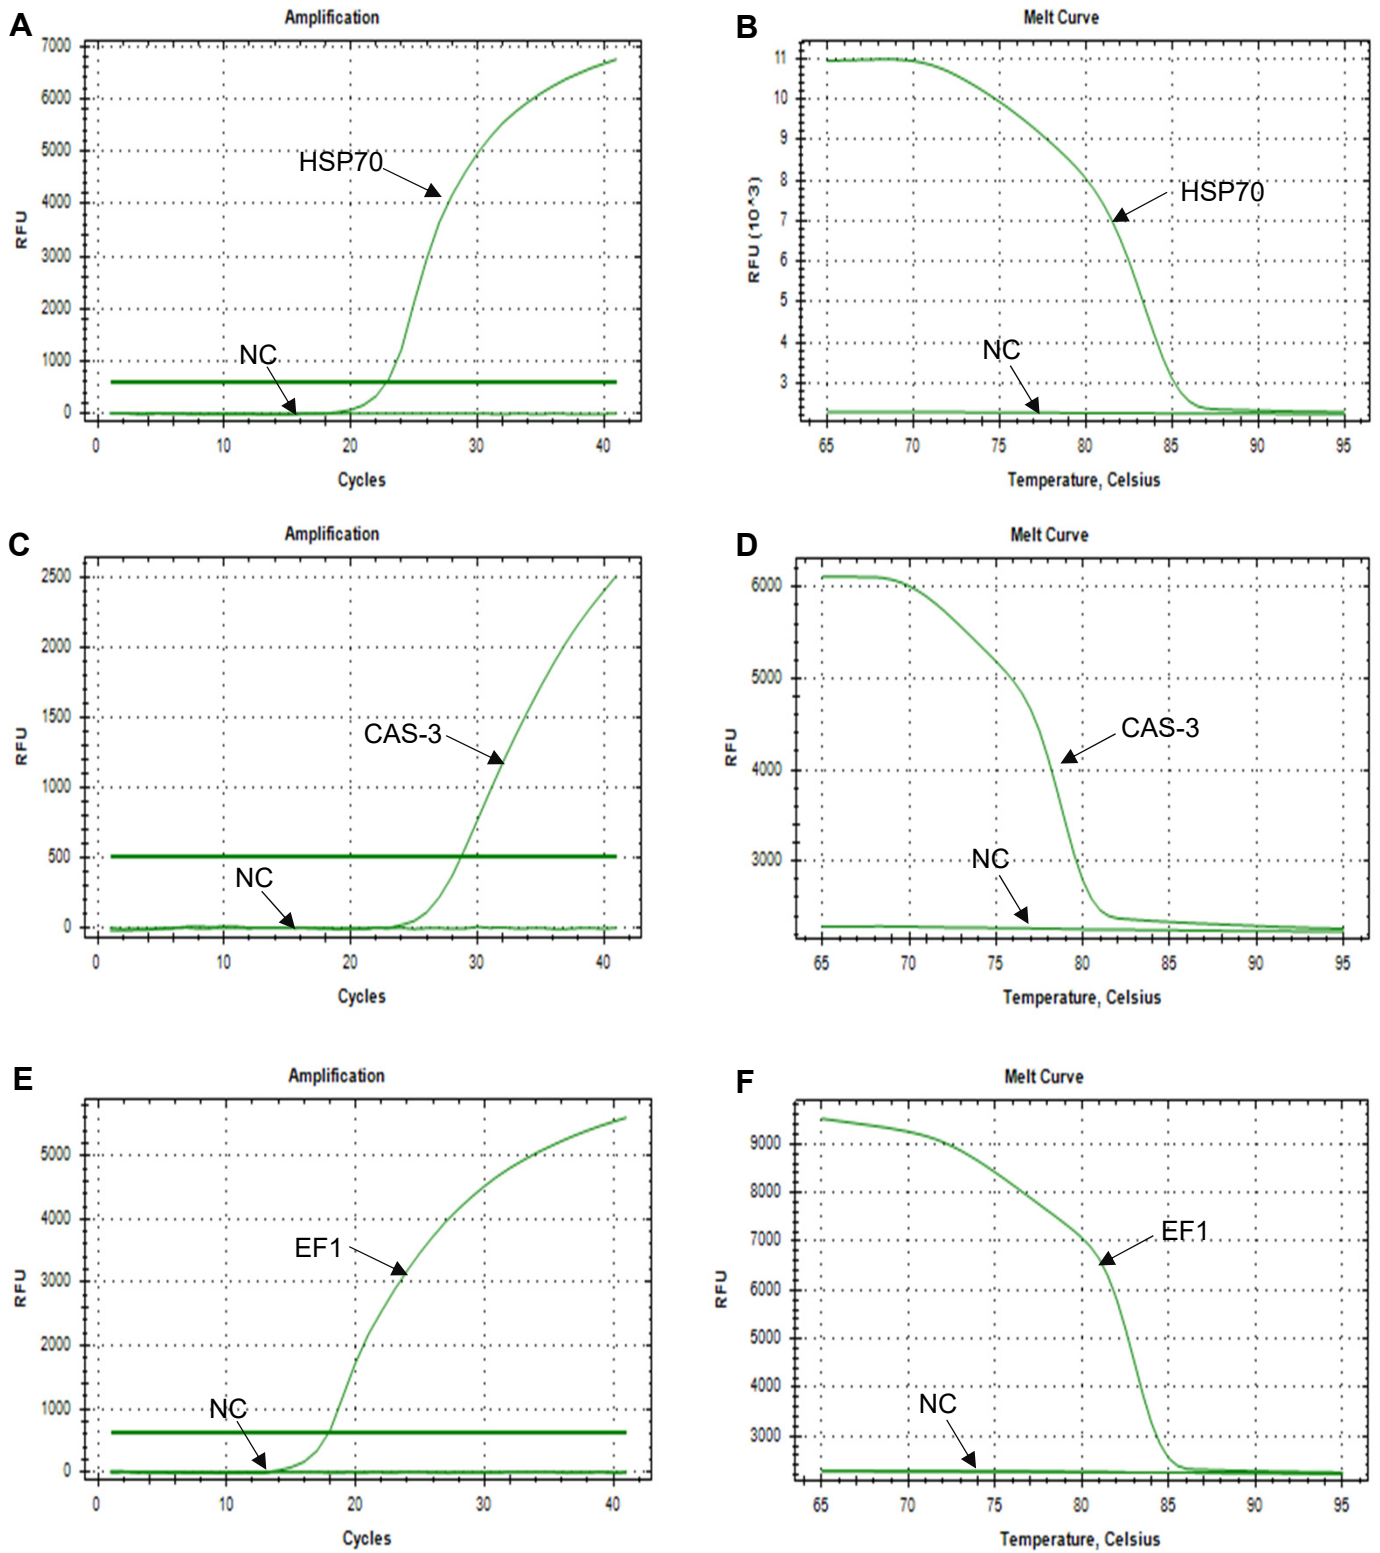 A
Amplification
7000
6000
5000
4000
3000
2000
1000
0
RFU
HSP70
NC
0 10 20 30 40
Cycles
B
Melt Curve
11
10
9
8
7
6
5
4
3
RFU (10^3)
HSP70
NC
65 70 75 80 85 90 95
Temperature, Celsius
C
Amplification
2500
2000
1500
1000
500
0
RFU
CAS-3
NC
0 10 20 30 40
Cycles
D
Melt Curve
6000
5000
4000
3000
RFU
CAS-3
NC
65 70 75 80 85 90 95
Temperature, Celsius
E
Amplification
5000
4000
3000
2000
1000
0
RFU
EF1
NC
0 10 20 30 40
Cycles
F
Melt Curve
9000
8000
7000
6000
5000
4000
3000
RFU
EF1
NC
65 70 75 80 85 90 95
Temperature, Celsius